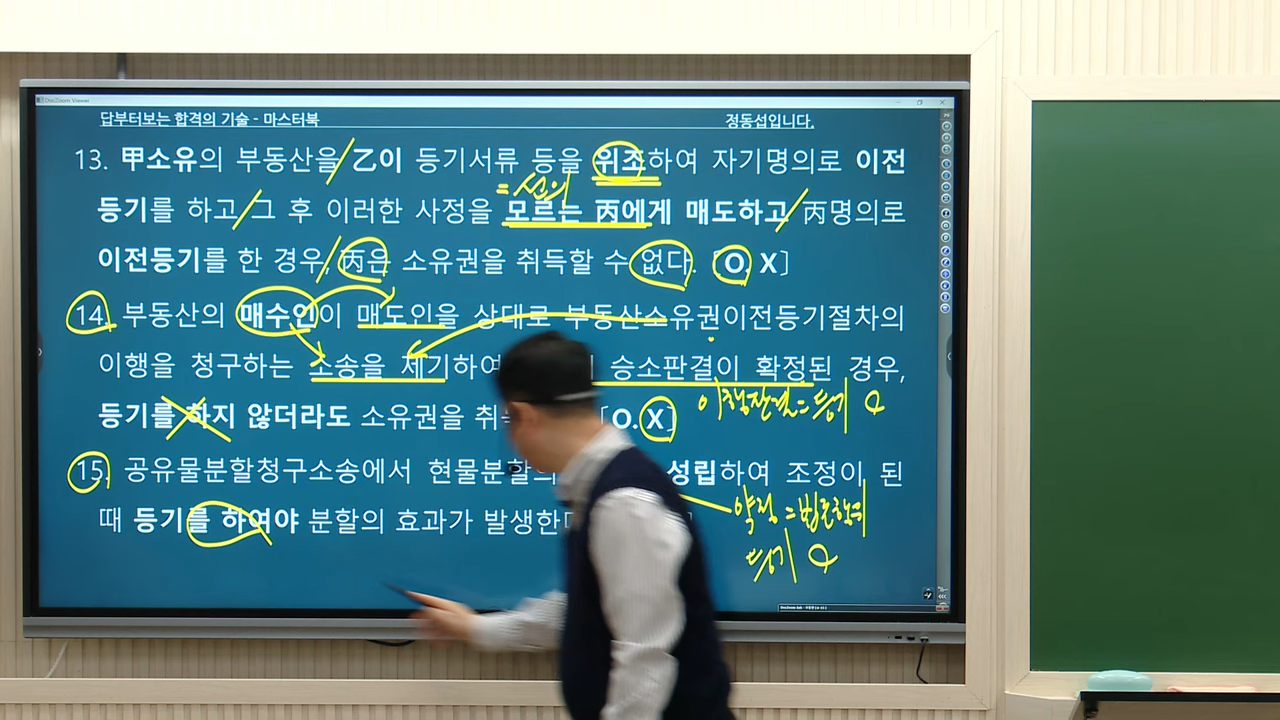 DocZoom Viewer
답부터보는 합격의 기술 - 마스터북 정동섭입니다.
13. 甲소유의 부동산을 乙이 등기서류 등을 위조하여 자기명의로 이전
= 선의
등기를 하고 그 후 이러한 사정을 모르는 丙에게 매도하고 丙명의로
이전등기를 한 경우, 丙은 소유권을 취득할 수 없다. [O. X]
14. 부동산의 매수인이 매도인을 상대로 부동산소유권이전등기절차의
이행을 청구하는 소송을 제기하여 승소판결이 확정된 경우,
이행판결 = 등기 O
등기를 하지 않더라도 소유권을 취 [O. X]
15. 공유물분할청구소송에서 현물분할의 성립하여 조정이 된
약정 = 법률행위
때 등기를 하여야 분할의 효과가 발생한다 ]
등기 O